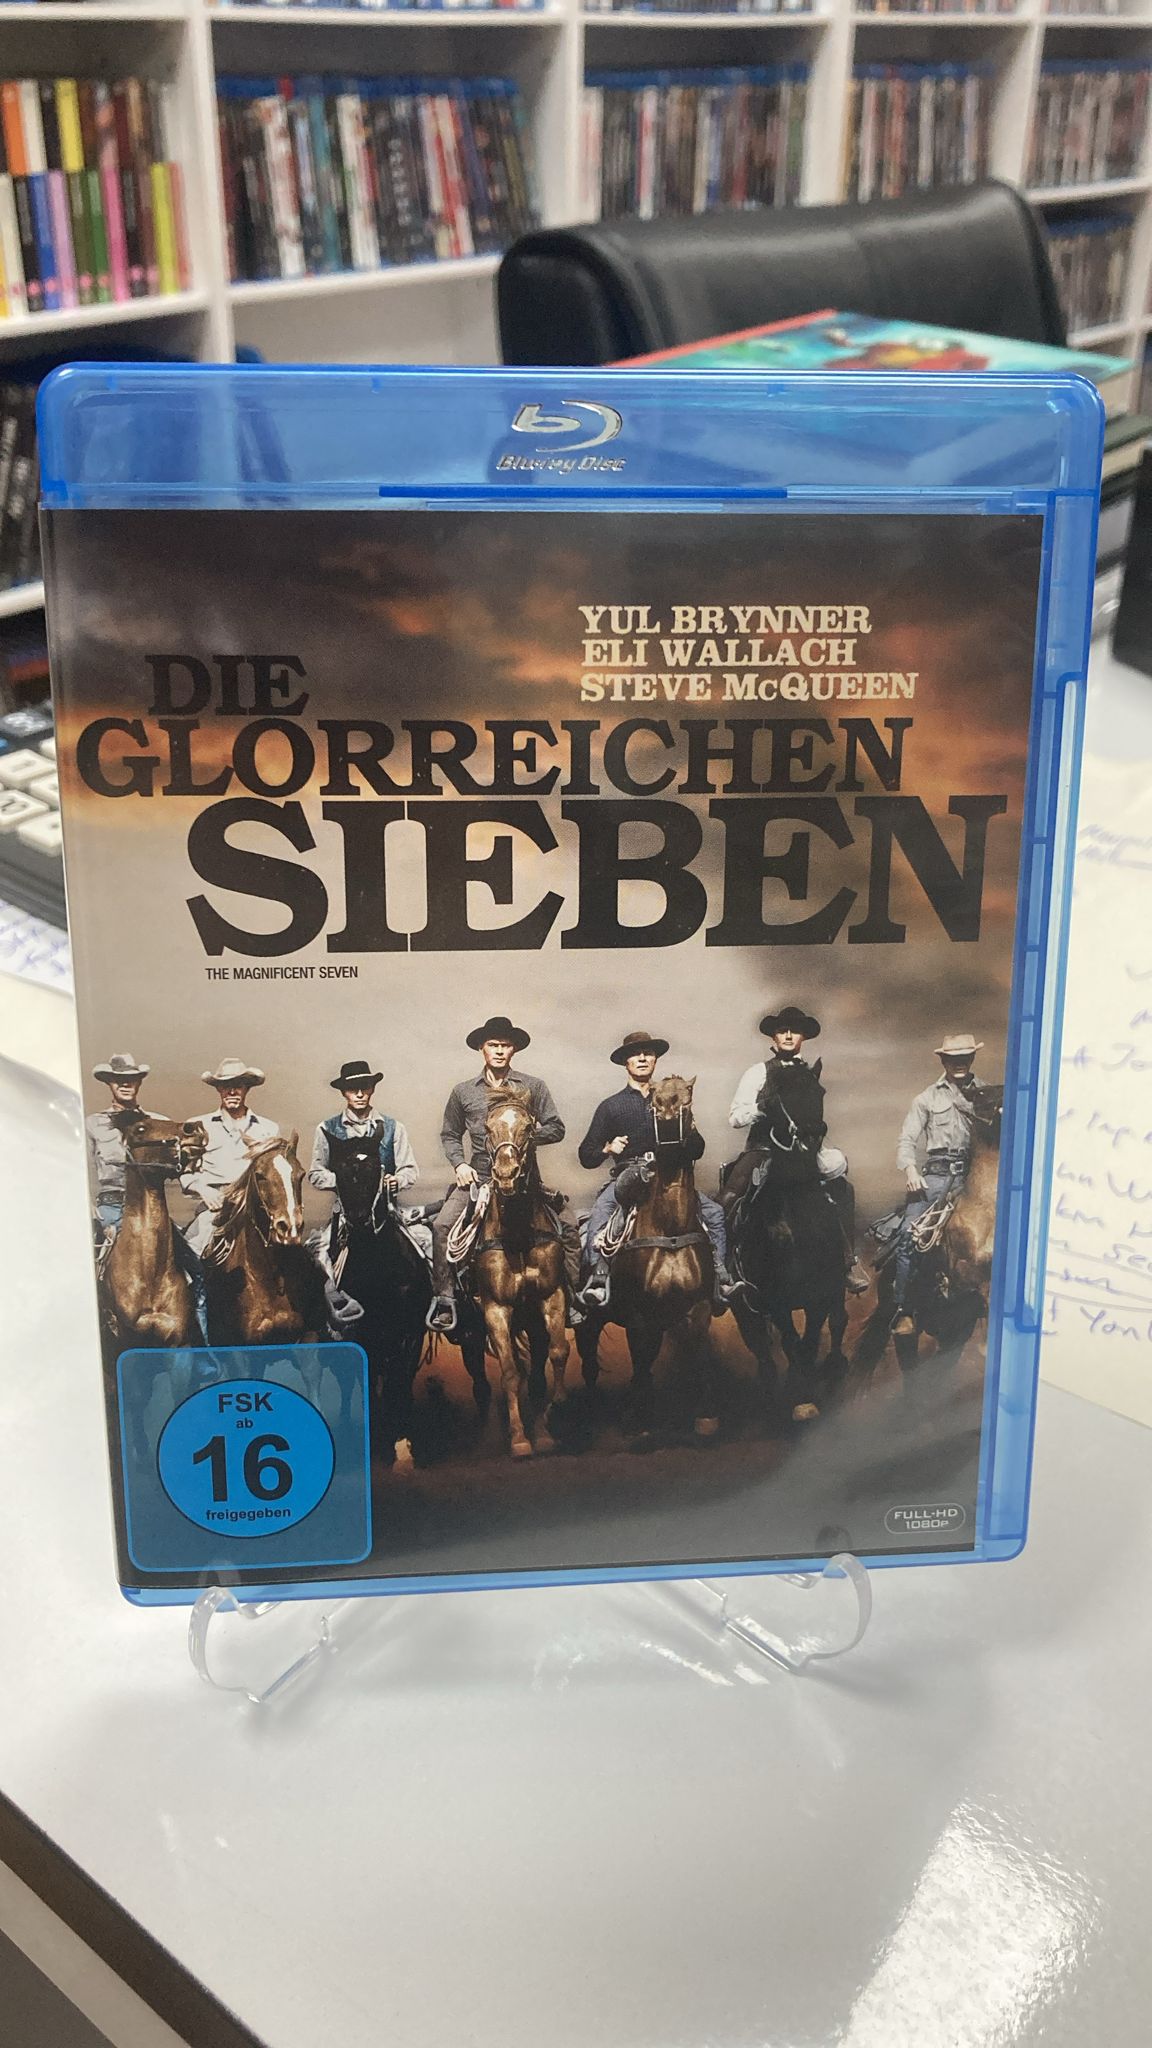 Blu-ray Disc
YUL BRYNNER
ELI WALLACH
STEVE McQUEEN
DIE
GLORREICHEN
SIEBEN
THE MAGNIFICENT SEVEN
FSK
ab
16
freigegeben
FULL-HD
1080P